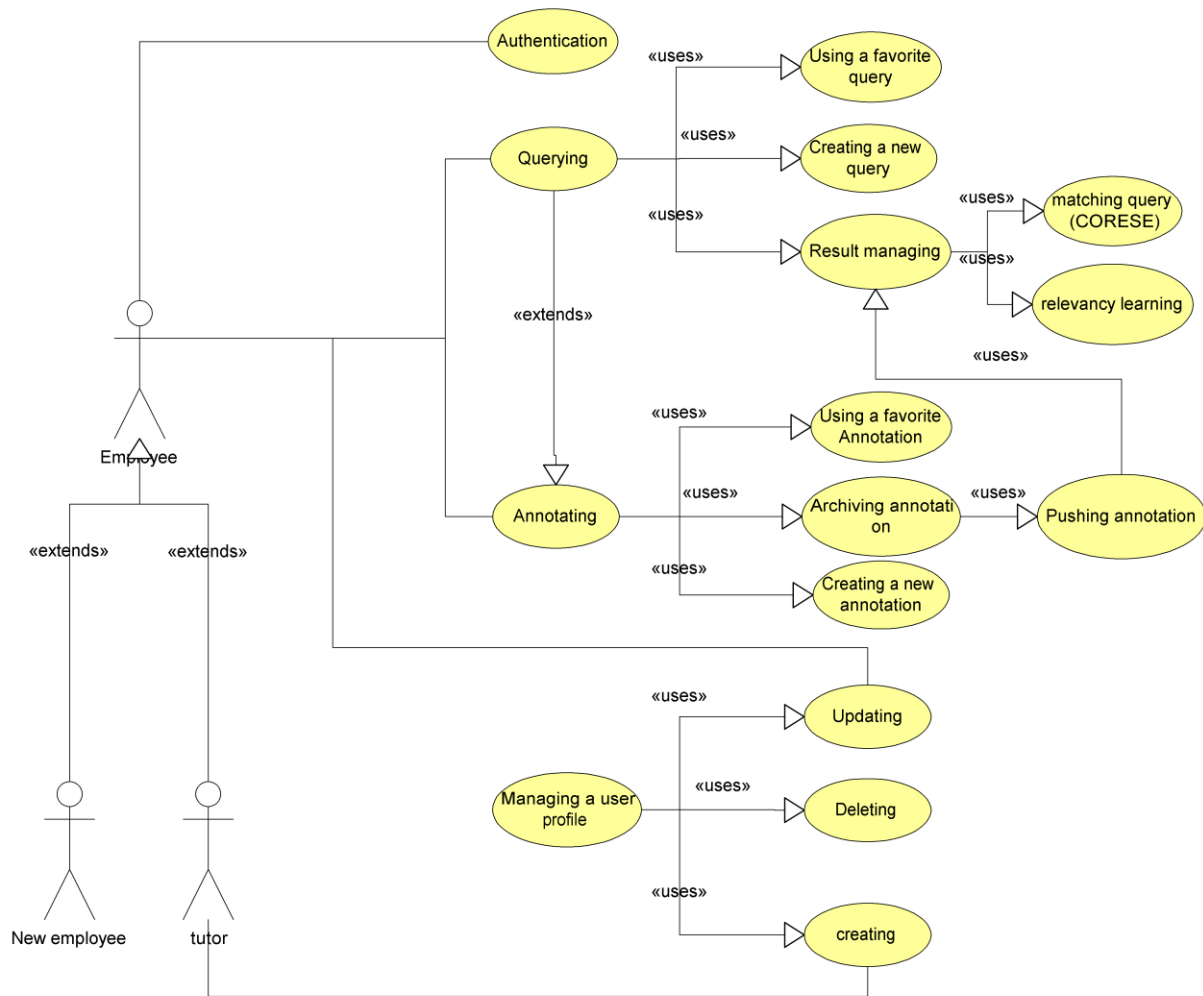 Authentication
«uses»
Using a favorite
query
«uses»
Querying
Creating a new
query
«uses»
Result managing
«uses»
matching query
(CORESE)
«uses»
relevancy learning
«extends»
«uses»
Employee
«uses»
Using a favorite
Annotation
«uses»
Annotating
Archiving annotati
on
«uses»
Pushing annotation
«extends»
«extends»
«uses»
Creating a new
annotation
«uses»
Updating
«uses»
Managing a user
profile
Deleting
«uses»
creating
New employee
tutor